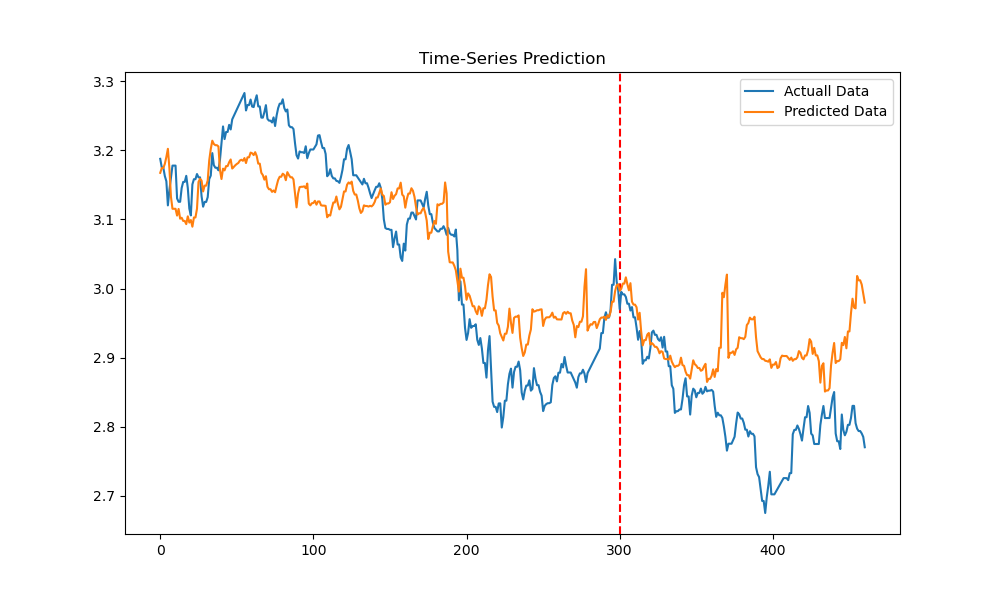 Time-Series Prediction
Actuall Data
Predicted Data
3.3
3.2
3.1
3.0
2.9
2.8
2.7
0 100 200 300 400